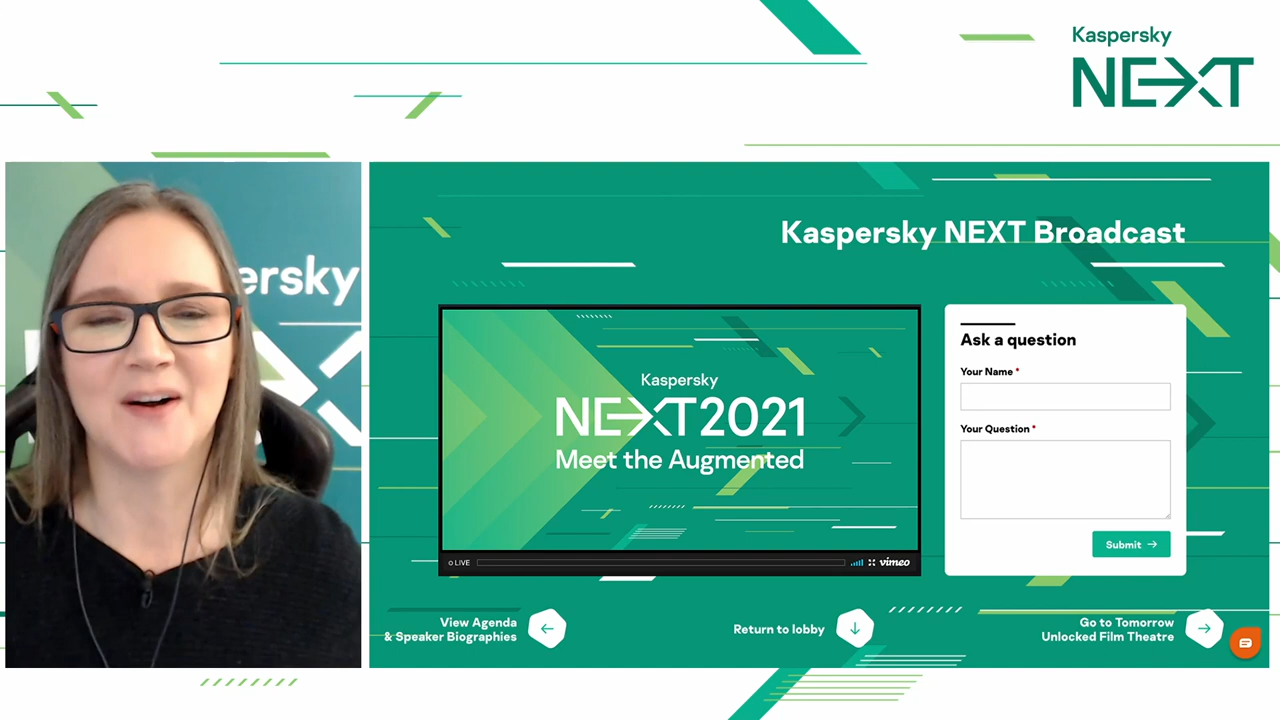 Kaspersky
NEXT
ersky
Kaspersky NEXT Broadcast
Kaspersky
NEXT2021
Meet the Augmented
LIVE
vimeo
Ask a question
Your Name *
Your Question *
Submit →
View Agenda
& Speaker Biographies
Return to lobby
Go to Tomorrow
Unlocked Film Theatre